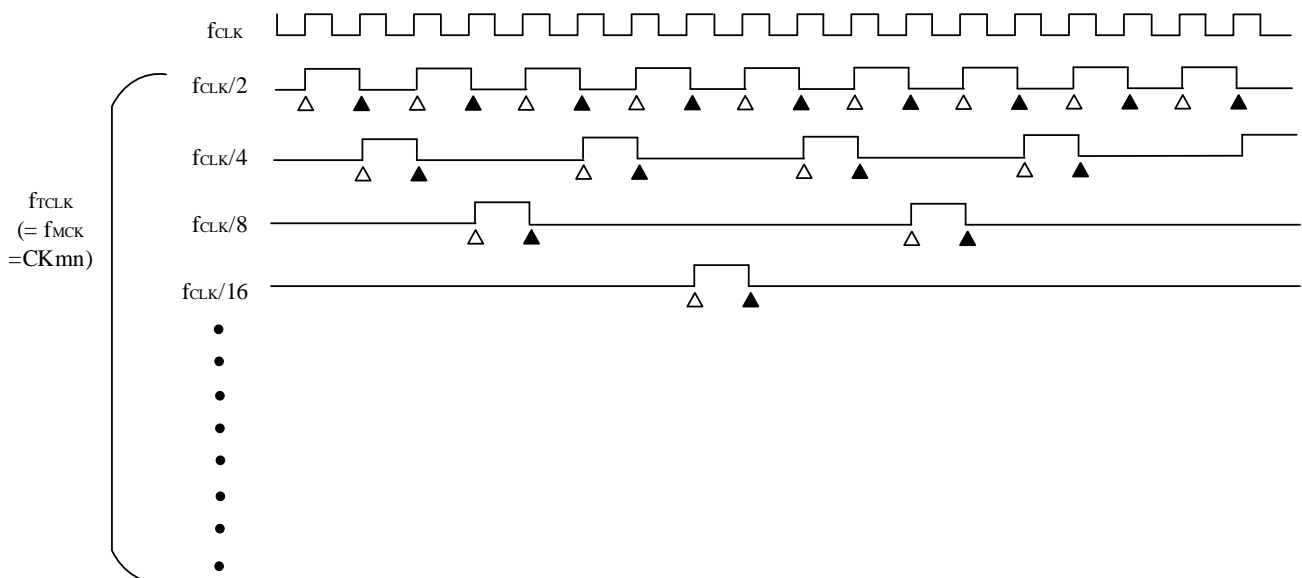 fCLK
fCLK/2
fCLK/4
fTCLK
(= fMCK
=CKmn)
fCLK/8
fCLK/16